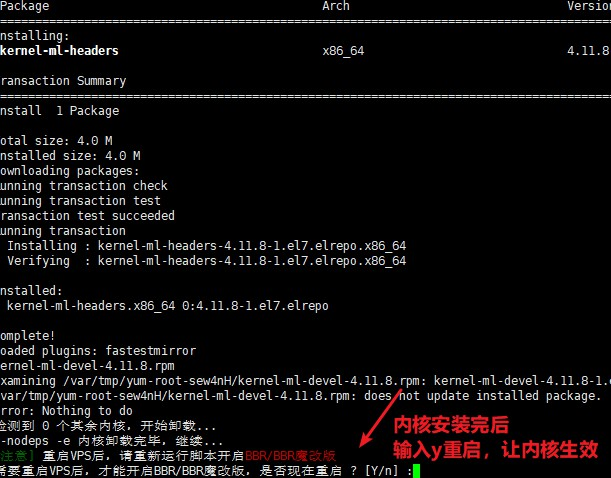 Package Arch Version
nstalling:
kernel-ml-headers x86_64 4.11.8
ransaction Summary
nstall 1 Package
otal size: 4.0 M
nstalled size: 4.0 M
ownloading packages:
unning transaction check
unning transaction test
ransaction test succeeded
unning transaction
Installing : kernel-ml-headers-4.11.8-1.el7.elrepo.x86_64
Verifying : kernel-ml-headers-4.11.8-1.el7.elrepo.x86_64
nstalled:
kernel-ml-headers.x86_64 0:4.11.8-1.el7.elrepo
omplete!
oaded plugins: fastestmirror
ernel-ml-devel-4.11.8.rpm
xamining /var/tmp/yum-root-sew4nH/kernel-ml-devel-4.11.8.rpm: kernel-ml-devel-4.11.8-1.e
var/tmp/yum-root-sew4nH/kernel-ml-devel-4.11.8.rpm: does not update installed package.
rror: Nothing to do
检测到 0 个其余内核，开始卸载...
-nodeps -e 内核卸载完毕，继续...
注意] 重启VPS后，请重新运行脚本开启BBR/BBR魔改版
需要重启VPS后，才能开启BBR/BBR魔改版，是否现在重启 ? [Y/n] :
内核安装完后
输入y重启，让内核生效